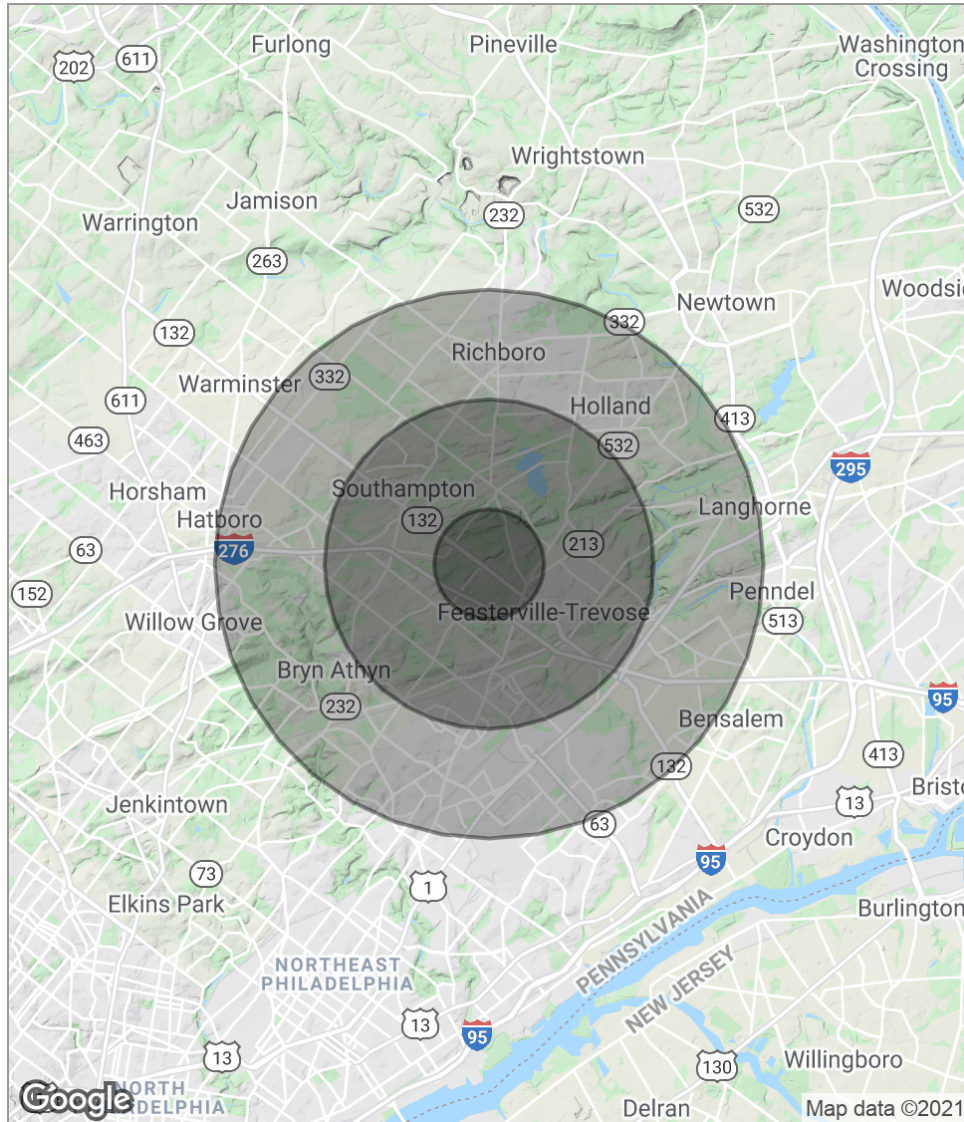 Furlong
Pineville
Washington
Crossing
611
202
Wrightstown
Jamison
532
232
Warrington
263
Woodsi
Newtown
332
132
Richboro
332
Warminster
611
Holland
413
463
532
295
Southampton
Horsham
Langhorne
Hatboro
132
213
63
276
152
Penndel
Feasterville-Trevose
Willow Grove
513
Bryn Athyn
95
232
Bensalem
413
132
Jenkintown
13
Bristo
63
Croydon
95
73
1
Elkins Park
Burlington
PENNSYLVANIA
NEW JERSEY
NORTHEAST
PHILADELPHIA
13
95
13
130
Willingboro
Google
NORTH
ADELPHIA
Delran
Map data ©2021